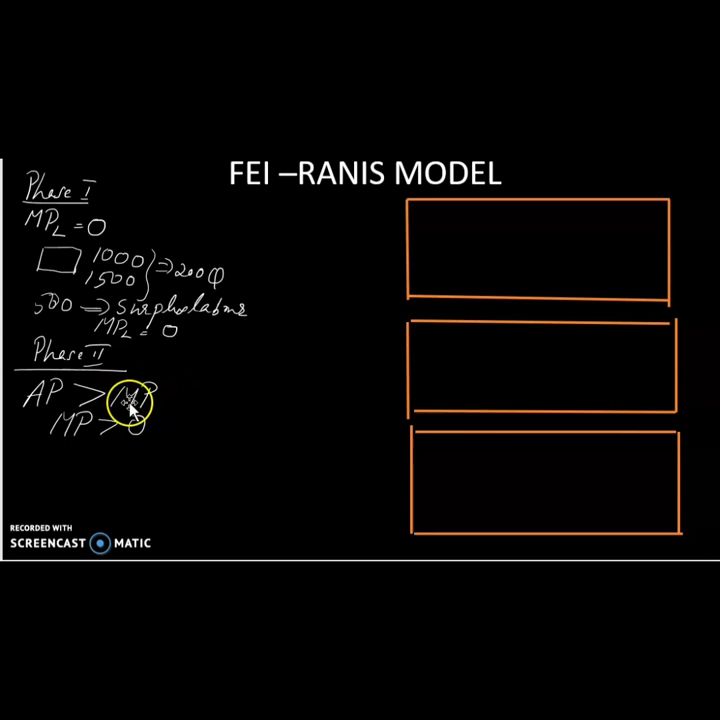 FEI –RANIS MODEL
Phase I
MPL = 0
1000
1500
⇒ 200 Q
500 ⇒ Surplus labour
MPL = 0
Phase II
AP > MP
MP > 0
RECORDED WITH
SCREENCAST MATIC